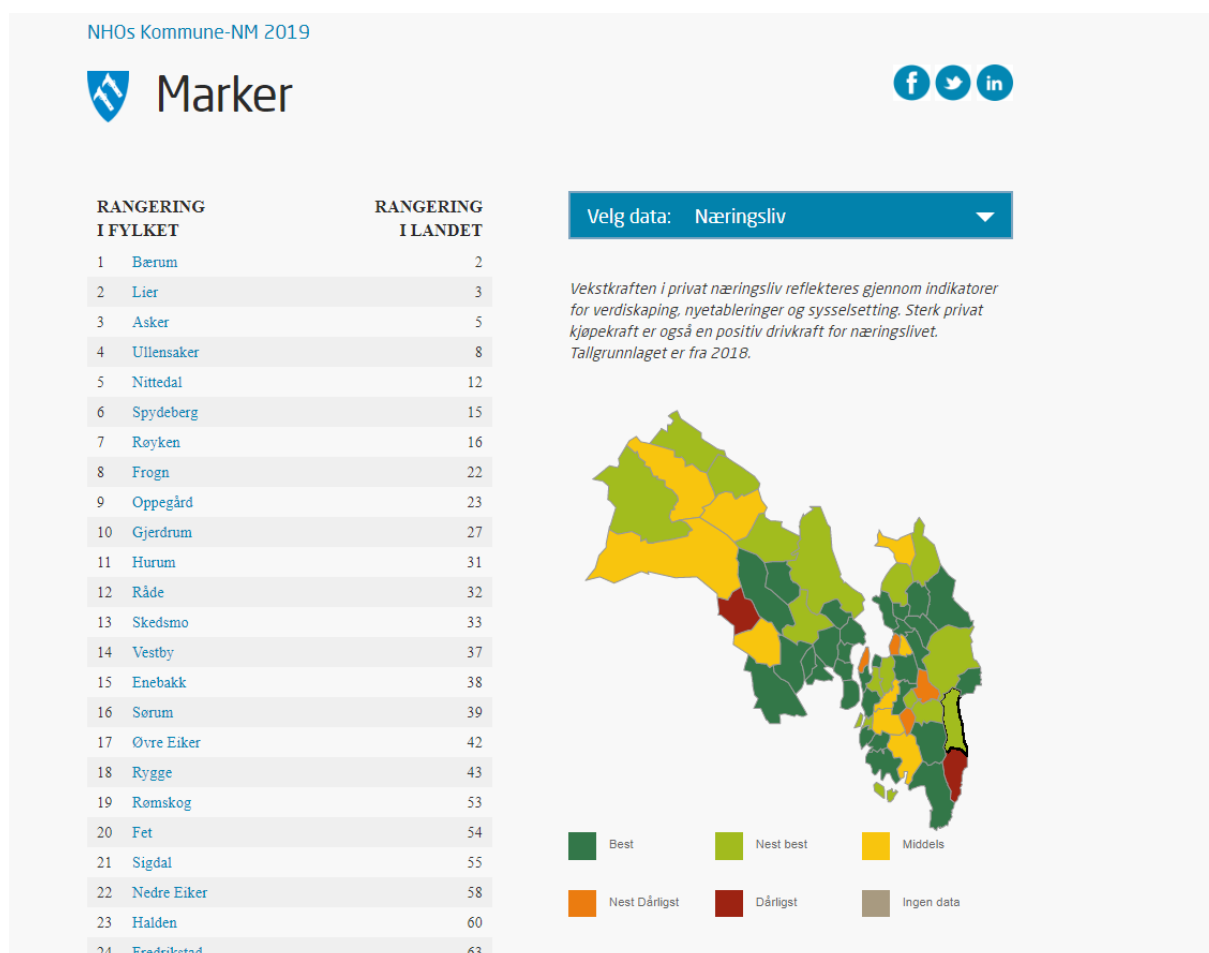 NHOs Kommune-NM 2019
Marker
RANGERING I FYLKET
RANGERING I LANDET
1 Bærum 2
2 Lier 3
3 Asker 5
4 Ullensaker 8
5 Nittedal 12
6 Spydeberg 15
7 Røyken 16
8 Frogn 22
9 Oppegård 23
10 Gjerdrum 27
11 Hurum 31
12 Råde 32
13 Skedsmo 33
14 Vestby 37
15 Enebakk 38
16 Sørum 39
17 Øvre Eiker 42
18 Rygge 43
19 Rømskog 53
20 Fet 54
21 Sigdal 55
22 Nedre Eiker 58
23 Halden 60
24 Fredrikstad 63
Velg data: Næringsliv
Vekstkraften i privat næringsliv reflekteres gjennom indikatorer
for verdiskaping, nyetableringer og sysselsetting. Sterk privat
kjøpekraft er også en positiv drivkraft for næringslivet.
Tallgrunnlaget er fra 2018.
Best
Nest best
Middels
Nest Dårligst
Dårligst
Ingen data